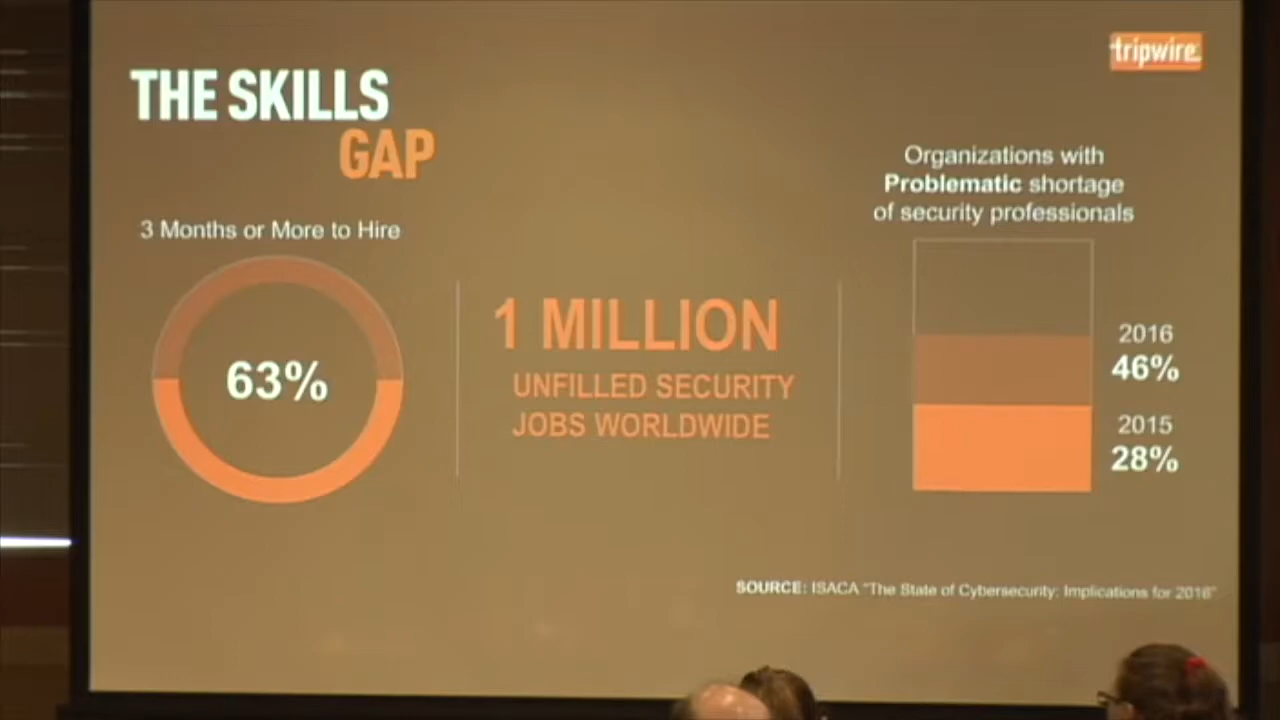 tripwire
THE SKILLS
GAP
3 Months or More to Hire
63%
1 MILLION
UNFILLED SECURITY
JOBS WORLDWIDE
Organizations with
Problematic shortage
of security professionals
2016
46%
2015
28%
SOURCE: ISACA "The State of Cybersecurity: Implications for 2016"